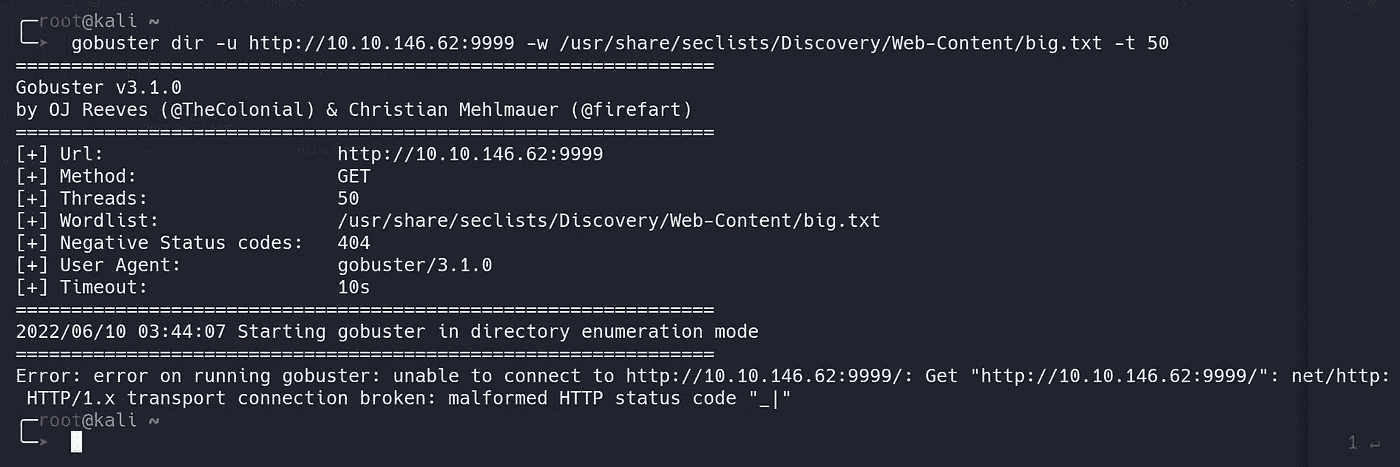 root@kali ~
gobuster dir -u http://10.10.146.62:9999 -w /usr/share/seclists/Discovery/Web-Content/big.txt -t 50
===============================================================
Gobuster v3.1.0
by OJ Reeves (@TheColonial) & Christian Mehlmauer (@firefart)
===============================================================
[+] Url:                     http://10.10.146.62:9999
[+] Method:                  GET
[+] Threads:                 50
[+] Wordlist:                /usr/share/seclists/Discovery/Web-Content/big.txt
[+] Negative Status codes:   404
[+] User Agent:              gobuster/3.1.0
[+] Timeout:                 10s
===============================================================
2022/06/10 03:44:07 Starting gobuster in directory enumeration mode
===============================================================
Error: error on running gobuster: unable to connect to http://10.10.146.62:9999/: Get "http://10.10.146.62:9999/": net/http:
HTTP/1.x transport connection broken: malformed HTTP status code "_|"
root@kali ~
1 ↵